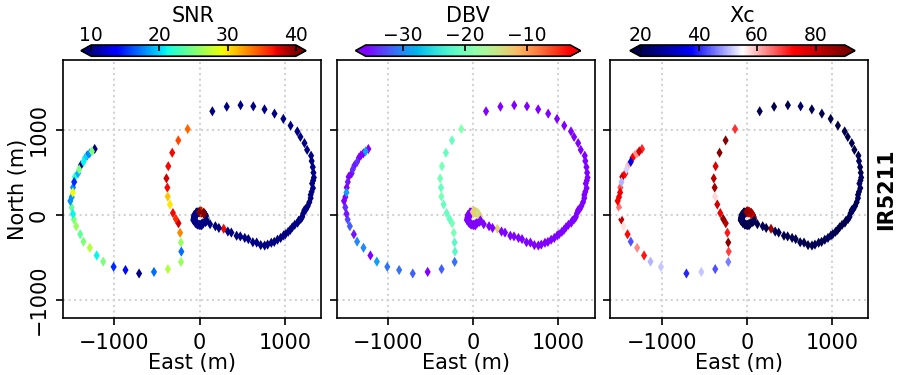 SNR DBV Xc
10 20 30 40 −30 −20 −10 20 40 60 80
North (m)
1000
0
−1000
IR5211
−1000 0 1000 −1000 0 1000 −1000 0 1000
East (m) East (m) East (m)